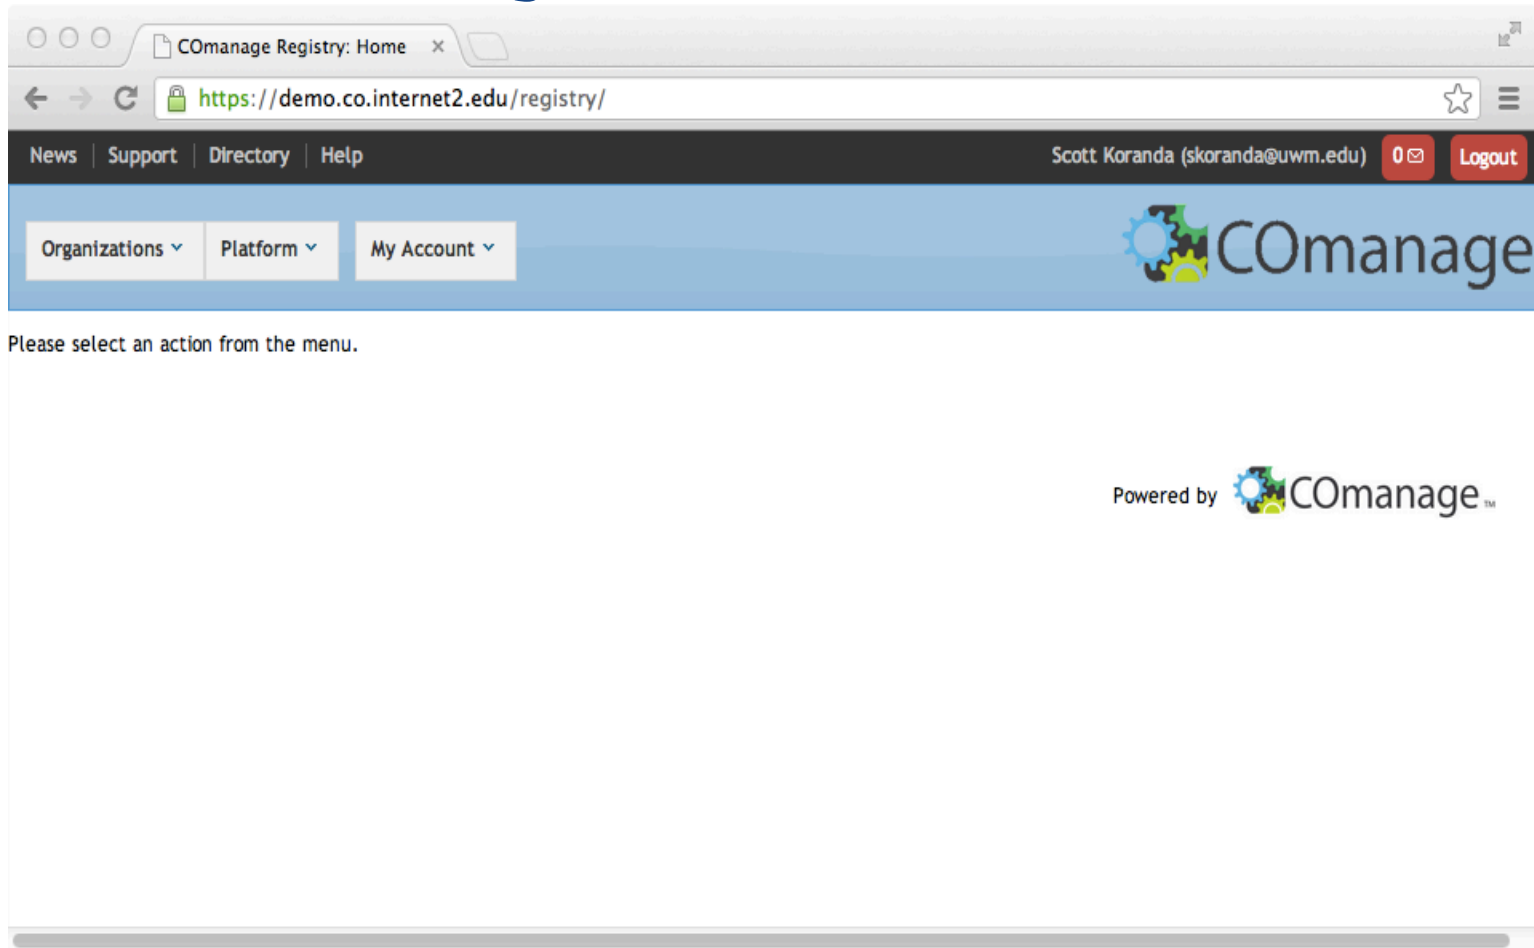 COmanage Registry: Home
https://demo.co.internet2.edu/registry/
News Support Directory Help Scott Koranda (skoranda@uwm.edu) 0 Logout
Organizations Platform My Account COmanage
Please select an action from the menu.
Powered by COmanage TM